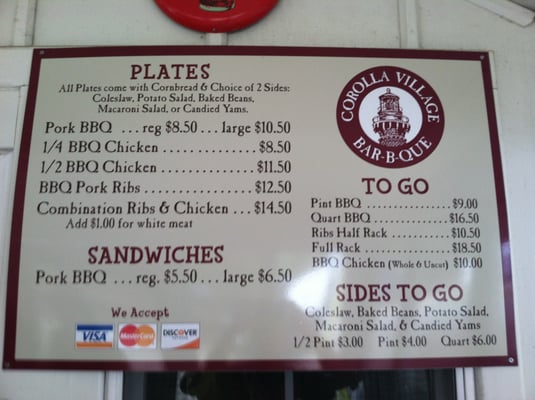 PLATES
All Plates come with Cornbread & Choice of 2 Sides:
Coleslaw, Potato Salad, Baked Beans,
Macaroni Salad, or Candied Yams.
Pork BBQ ... reg $8.50 ... large $10.50
1/4 BBQ Chicken .............. $8.50
1/2 BBQ Chicken .............. $11.50
BBQ Pork Ribs ................ $12.50
Combination Ribs & Chicken ... $14.50
Add $1.00 for white meat
SANDWICHES
Pork BBQ ... reg. $5.50 ... large $6.50
We Accept
VISA MasterCard DISCOVER
COROLLA VILLAGE
BAR-B-QUE
TO GO
Pint BBQ ................ $9.00
Quart BBQ ............... $16.50
Ribs Half Rack .......... $10.50
Full Rack ............... $18.50
BBQ Chicken (Whole & Uncut) $10.00
SIDES TO GO
Coleslaw, Baked Beans, Potato Salad,
Macaroni Salad, & Candied Yams
1/2 Pint $3.00 Pint $4.00 Quart $6.00